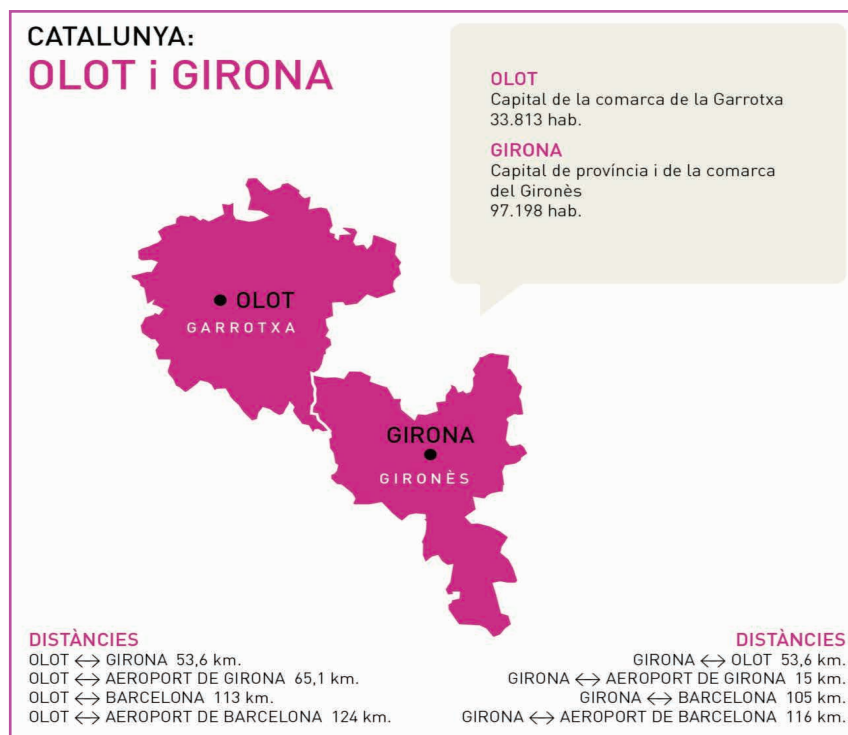 CATALUNYA:
OLOT i GIRONA
OLOT
Capital de la comarca de la Garrotxa
33.813 hab.
GIRONA
Capital de província i de la comarca
del Gironès
97.198 hab.
OLOT
GARROTXA
GIRONA
GIRONÈS
DISTÀNCIES
OLOT ↔ GIRONA 53,6 km.
OLOT ↔ AEROPORT DE GIRONA 65,1 km.
OLOT ↔ BARCELONA 113 km.
OLOT ↔ AEROPORT DE BARCELONA 124 km.
DISTÀNCIES
GIRONA ↔ OLOT 53,6 km.
GIRONA ↔ AEROPORT DE GIRONA 15 km.
GIRONA ↔ BARCELONA 105 km.
GIRONA ↔ AEROPORT DE BARCELONA 116 km.